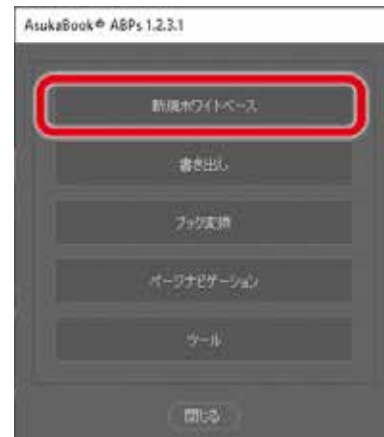 AsukaBook® ABPs 1.2.3.1
新規ホワイトベース
書き出し
ブック変換
ページナビゲーション
ツール
閉じる